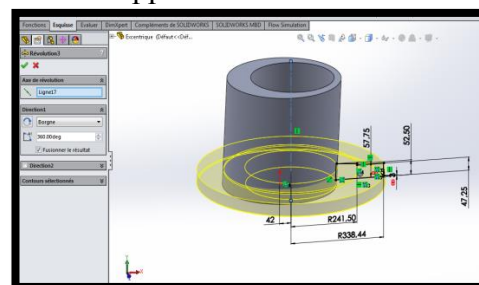 Fonctions Esquisse Evaluer DimXpert Compléments de SOLIDWORKS SOLIDWORKS MBD Flow Simulation
Excentrique (Défaut<<Déf...
Révolution3
Axe de révolution
Ligne17
Direction1
Borgne
360.00deg
Fusionner le résultat
Direction2
Contours sélectionnés
57,75
52,50
47,25
42
R241,50
R338,44